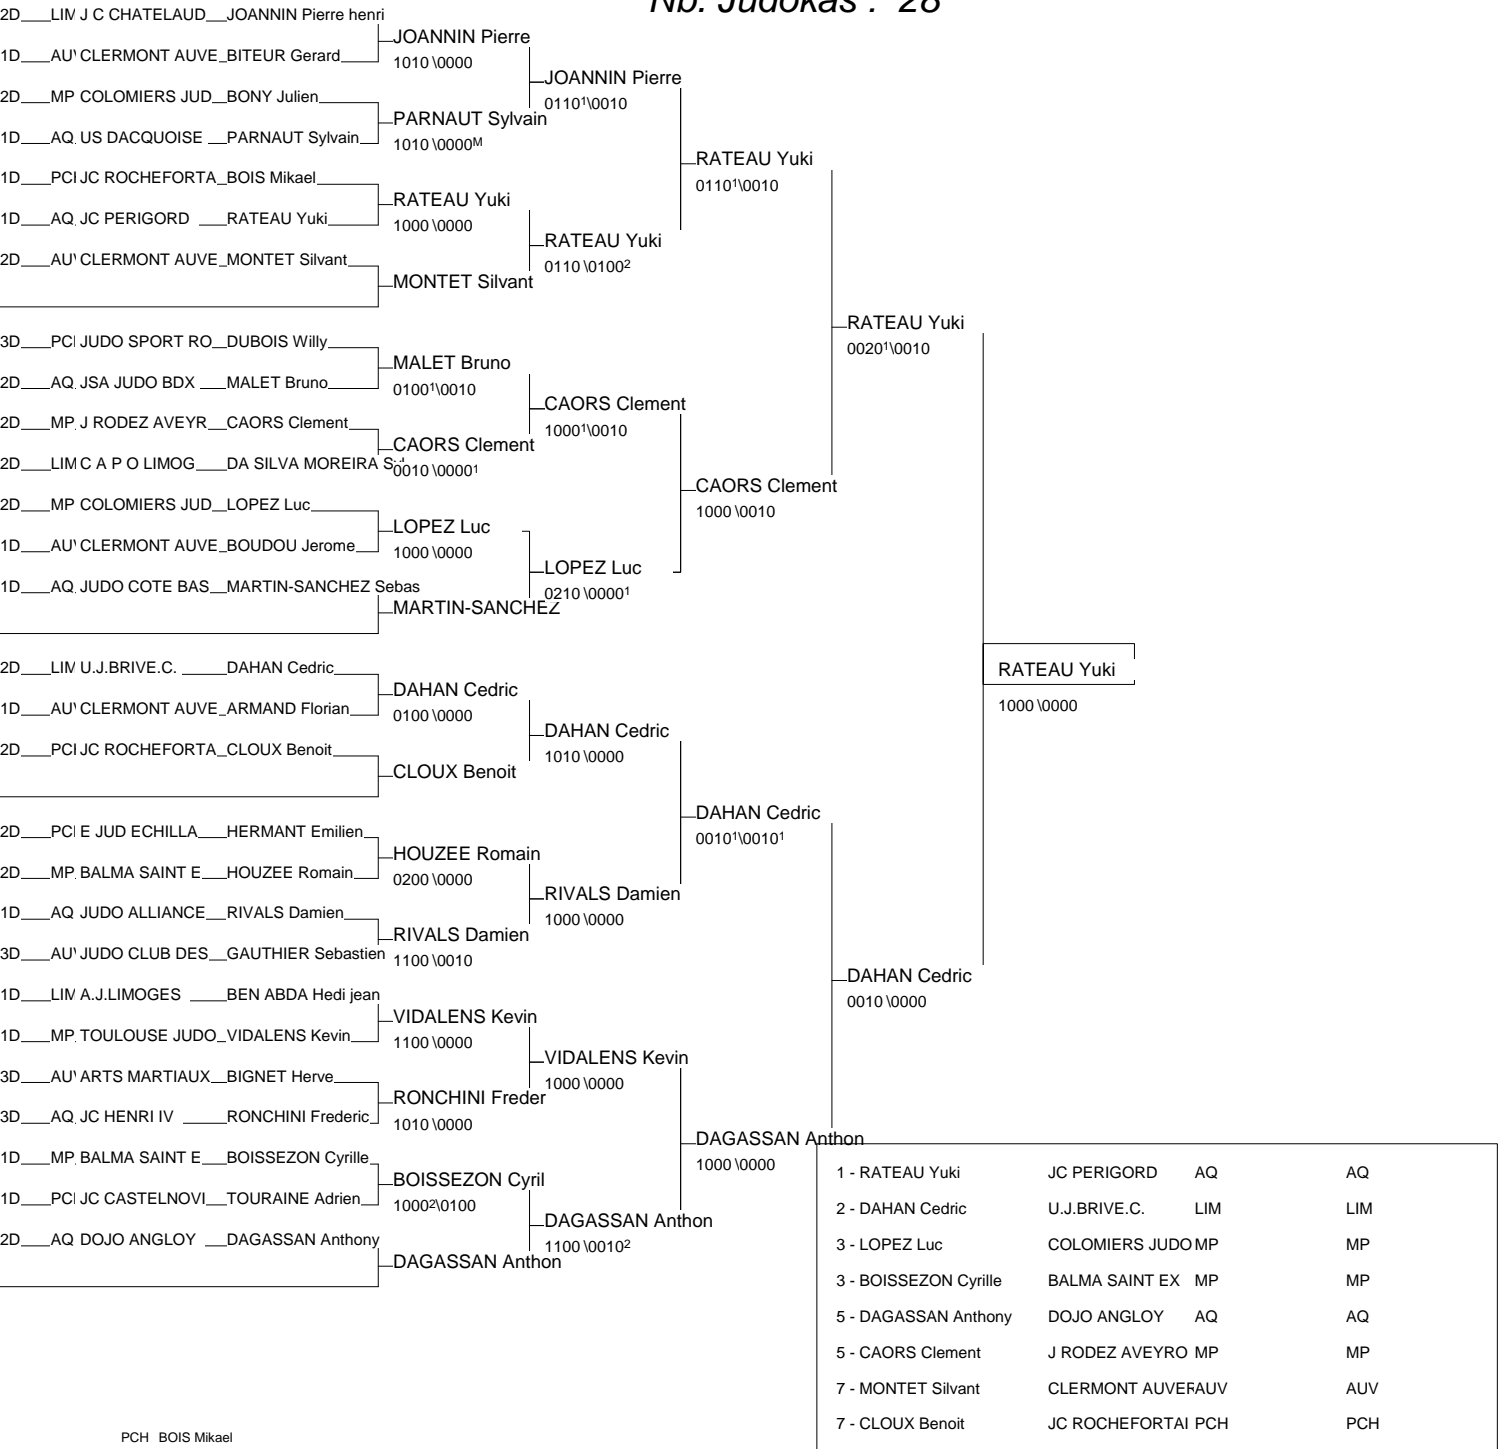 Nb. Judokas : 28
2D LIM J C CHATELAUD JOANNIN Pierre henri
JOANNIN Pierre
1010 \0000
1D AUV CLERMONT AUVE BITEUR Gerard
JOANNIN Pierre
0110¹\0010
2D MP COLOMIERS JUD BONY Julien
PARNAUT Sylvain
1010 \0000ᴹ
1D AQ US DACQUOISE PARNAUT Sylvain
RATEAU Yuki
0110¹\0010
1D PCH JC ROCHEFORTA BOIS Mikael
RATEAU Yuki
1000 \0000
1D AQ JC PERIGORD RATEAU Yuki
RATEAU Yuki
0110 \0100²
2D AUV CLERMONT AUVE MONTET Silvant
MONTET Silvant
RATEAU Yuki
0020¹\0010
3D PCH JUDO SPORT RO DUBOIS Willy
MALET Bruno
0100¹\0010
2D AQ JSA JUDO BDX MALET Bruno
CAORS Clement
1000¹\0010
2D MP J RODEZ AVEYR CAORS Clement
CAORS Clement
0010 \0000¹
2D LIM C A P O LIMOG DA SILVA MOREIRA
CAORS Clement
1000 \0010
2D MP COLOMIERS JUD LOPEZ Luc
LOPEZ Luc
1000 \0000
1D AUV CLERMONT AUVE BOUDOU Jerome
LOPEZ Luc
0210 \0000¹
1D AQ JUDO COTE BAS MARTIN-SANCHEZ Sebas
MARTIN-SANCHEZ
RATEAU Yuki
1000 \0000
2D LIM U.J.BRIVE.C. DAHAN Cedric
DAHAN Cedric
0100 \0000
1D AUV CLERMONT AUVE ARMAND Florian
DAHAN Cedric
1010 \0000
2D PCH JC ROCHEFORTA CLOUX Benoit
CLOUX Benoit
DAHAN Cedric
0010¹\0010¹
2D PCH E JUD ECHILLA HERMANT Emilien
HOUZEE Romain
0200 \0000
2D MP BALMA SAINT E HOUZEE Romain
RIVALS Damien
1000 \0000
1D AQ JUDO ALLIANCE RIVALS Damien
RIVALS Damien
1100 \0010
3D AUV JUDO CLUB DES GAUTHIER Sebastien
DAHAN Cedric
0010 \0000
1D LIM A.J.LIMOGES BEN ABDA Hedi jean
VIDALENS Kevin
1100 \0000
1D MP TOULOUSE JUDO VIDALENS Kevin
VIDALENS Kevin
1000 \0000
3D AUV ARTS MARTIAUX BIGNET Herve
RONCHINI Freder
1010 \0000
3D AQ JC HENRI IV RONCHINI Frederic
DAGASSAN Anthon
1000 \0000
1D MP BALMA SAINT E BOISSEZON Cyrille
BOISSEZON Cyril
1000²\0100
1D PCH JC CASTELNOVI TOURAINE Adrien
DAGASSAN Anthon
1100 \0010²
2D AQ DOJO ANGLOY DAGASSAN Anthony
DAGASSAN Anthon
1 - RATEAU Yuki JC PERIGORD AQ AQ
2 - DAHAN Cedric U.J.BRIVE.C. LIM LIM
3 - LOPEZ Luc COLOMIERS JUDO MP MP
3 - BOISSEZON Cyrille BALMA SAINT EX MP MP
5 - DAGASSAN Anthony DOJO ANGLOY AQ AQ
5 - CAORS Clement J RODEZ AVEYRO MP MP
7 - MONTET Silvant CLERMONT AUVER AUV AUV
7 - CLOUX Benoit JC ROCHEFORTAI PCH PCH
PCH BOIS Mikael